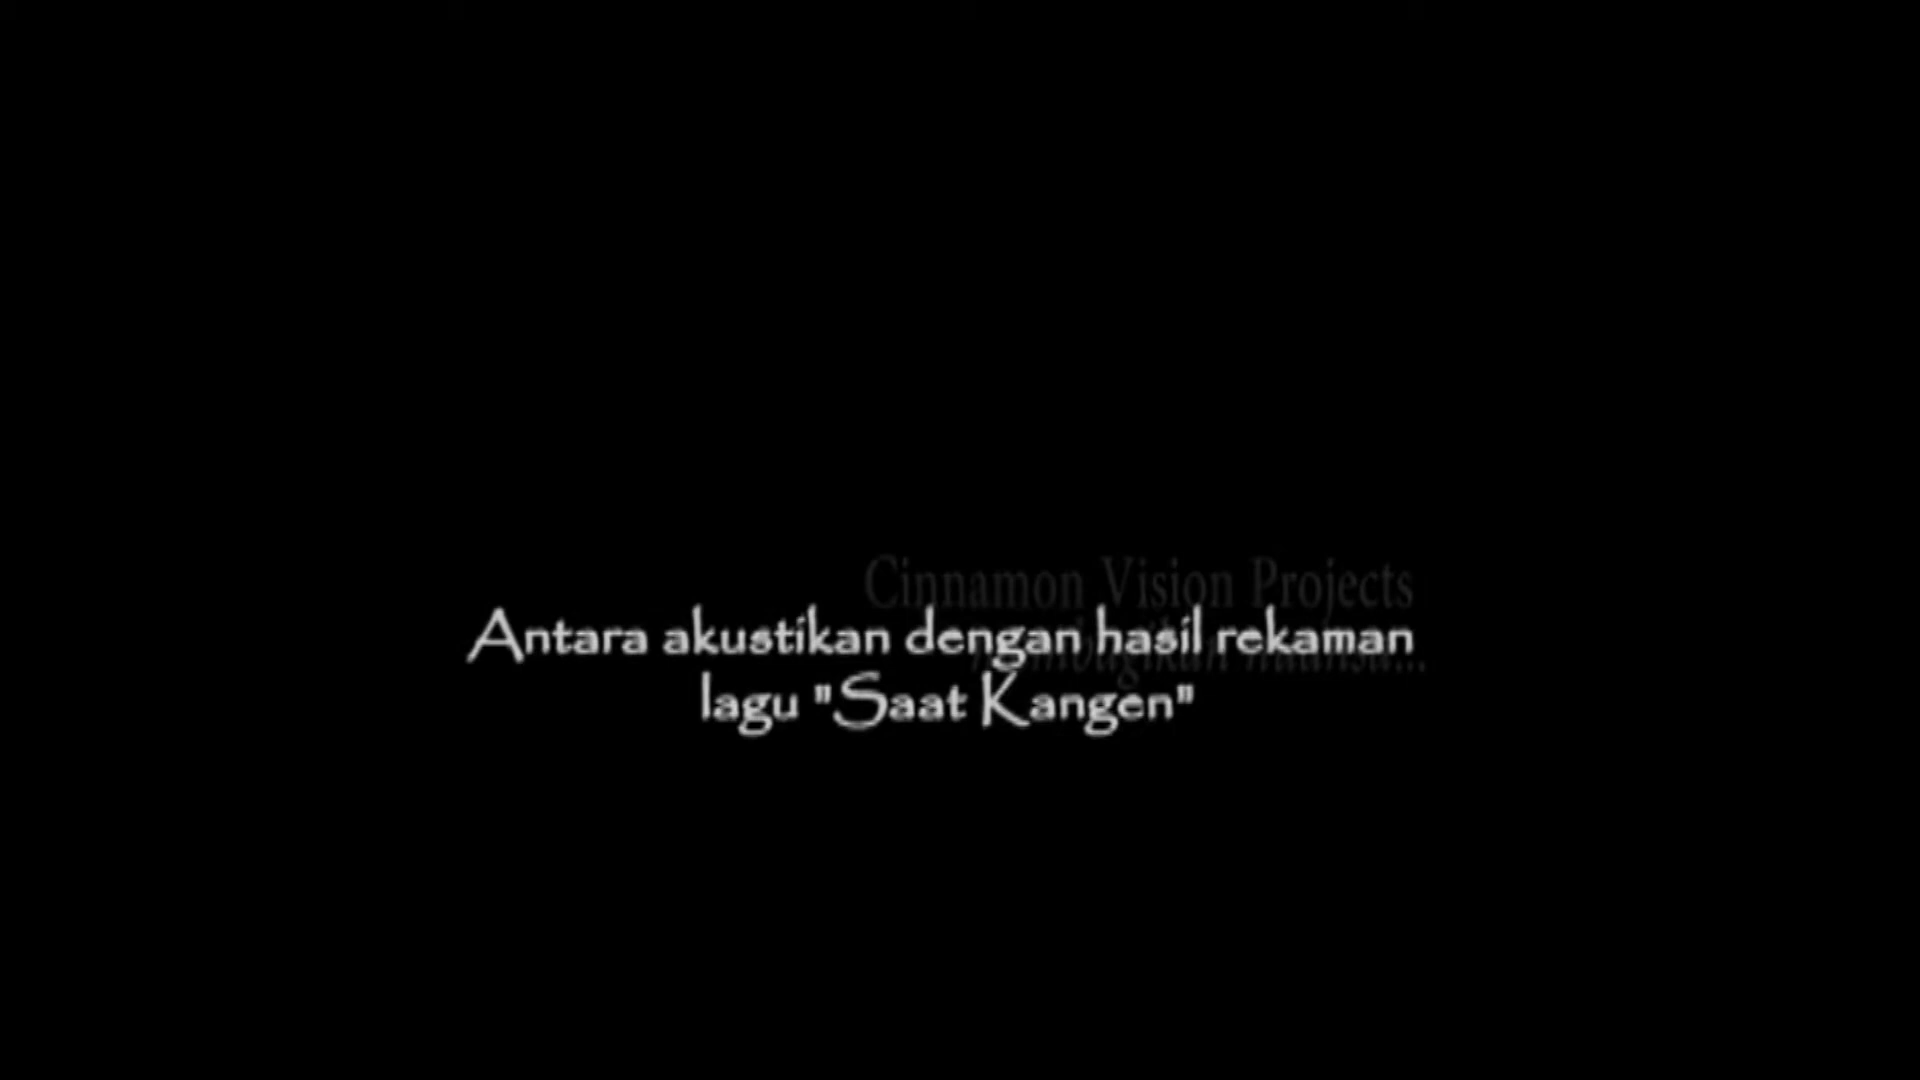 Cinnamon Vision Projects
Antara akustikan dengan hasil rekaman
lagu "Saat Kangen"